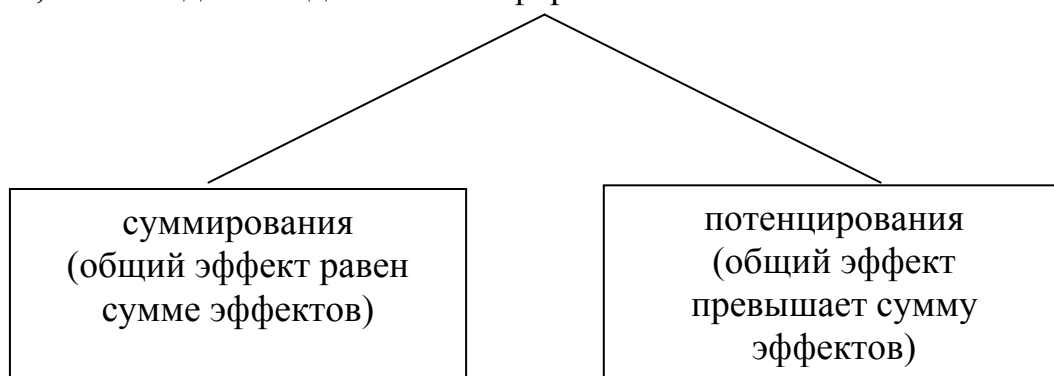 суммирования
(общий эффект равен
сумме эффектов)
потенцирования
(общий эффект
превышает сумму
эффектов)